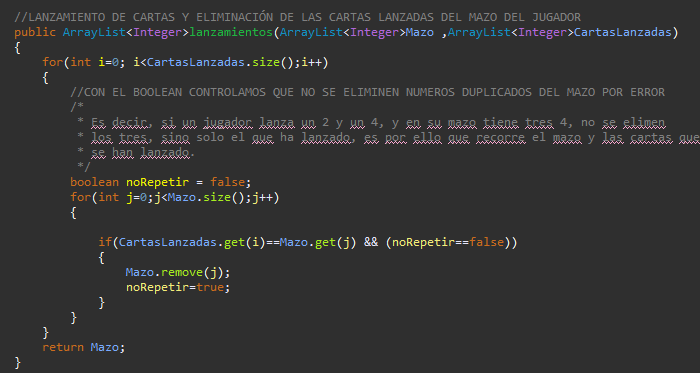 //LANZAMIENTO DE CARTAS Y ELIMINACIÓN DE LAS CARTAS LANZADAS DEL MAZO DEL JUGADOR
public ArrayList<Integer>lanzamientos(ArrayList<Integer>Mazo ,ArrayList<Integer>CartasLanzadas)
{
for(int i=0; i<CartasLanzadas.size();i++)
{
//CON EL BOOLEAN CONTROLAMOS QUE NO SE ELIMINEN NUMEROS DUPLICADOS DEL MAZO POR ERROR
/*
* Es decir, si un jugador lanza un 2 y un 4, y en su mazo tiene tres 4, no se elimen
* los tres, sino solo el que ha lanzado, es por ello que recorre el mazo y las cartas que
* se han lanzado.
*/
boolean noRepetir = false;
for(int j=0;j<Mazo.size();j++)
{
if(CartasLanzadas.get(i)==Mazo.get(j) && (noRepetir==false))
{
Mazo.remove(j);
noRepetir=true;
}
}
}
return Mazo;
}